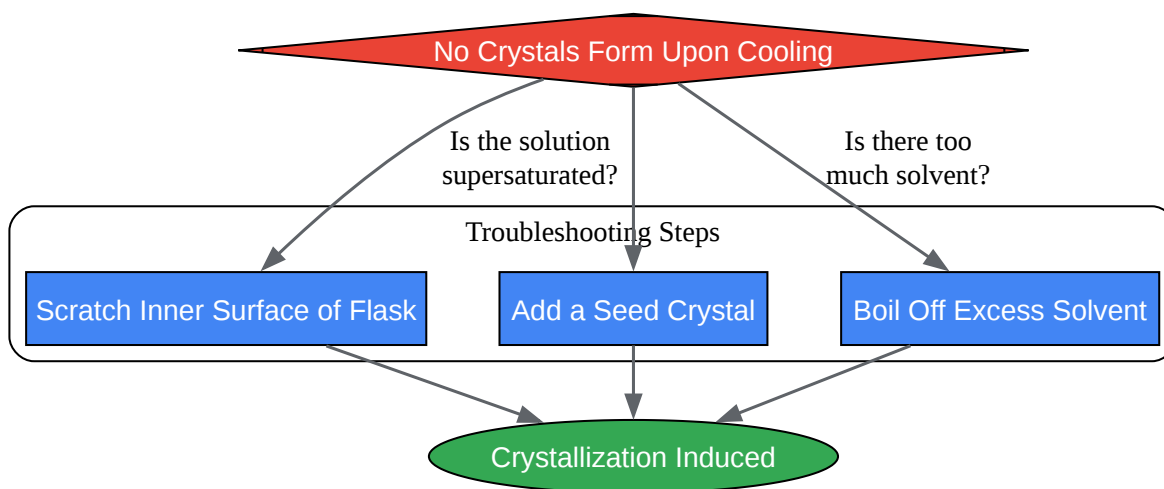 No Crystals Form Upon Cooling
Is the solution
supersaturated?
Is there too
much solvent?
Troubleshooting Steps
Scratch Inner Surface of Flask
Add a Seed Crystal
Boil Off Excess Solvent
Crystallization Induced